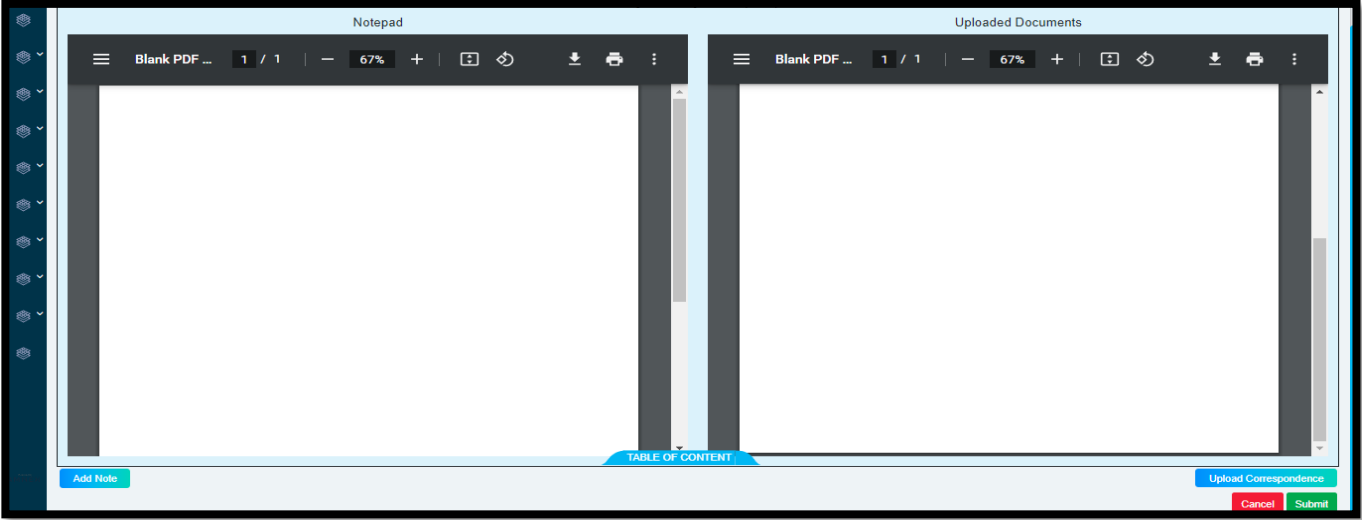 Notepad
Uploaded Documents
Blank PDF ... 1 / 1 67%
Blank PDF ... 1 / 1 67%
TABLE OF CONTENT
Add Note
Upload Correspondence
Cancel Submit